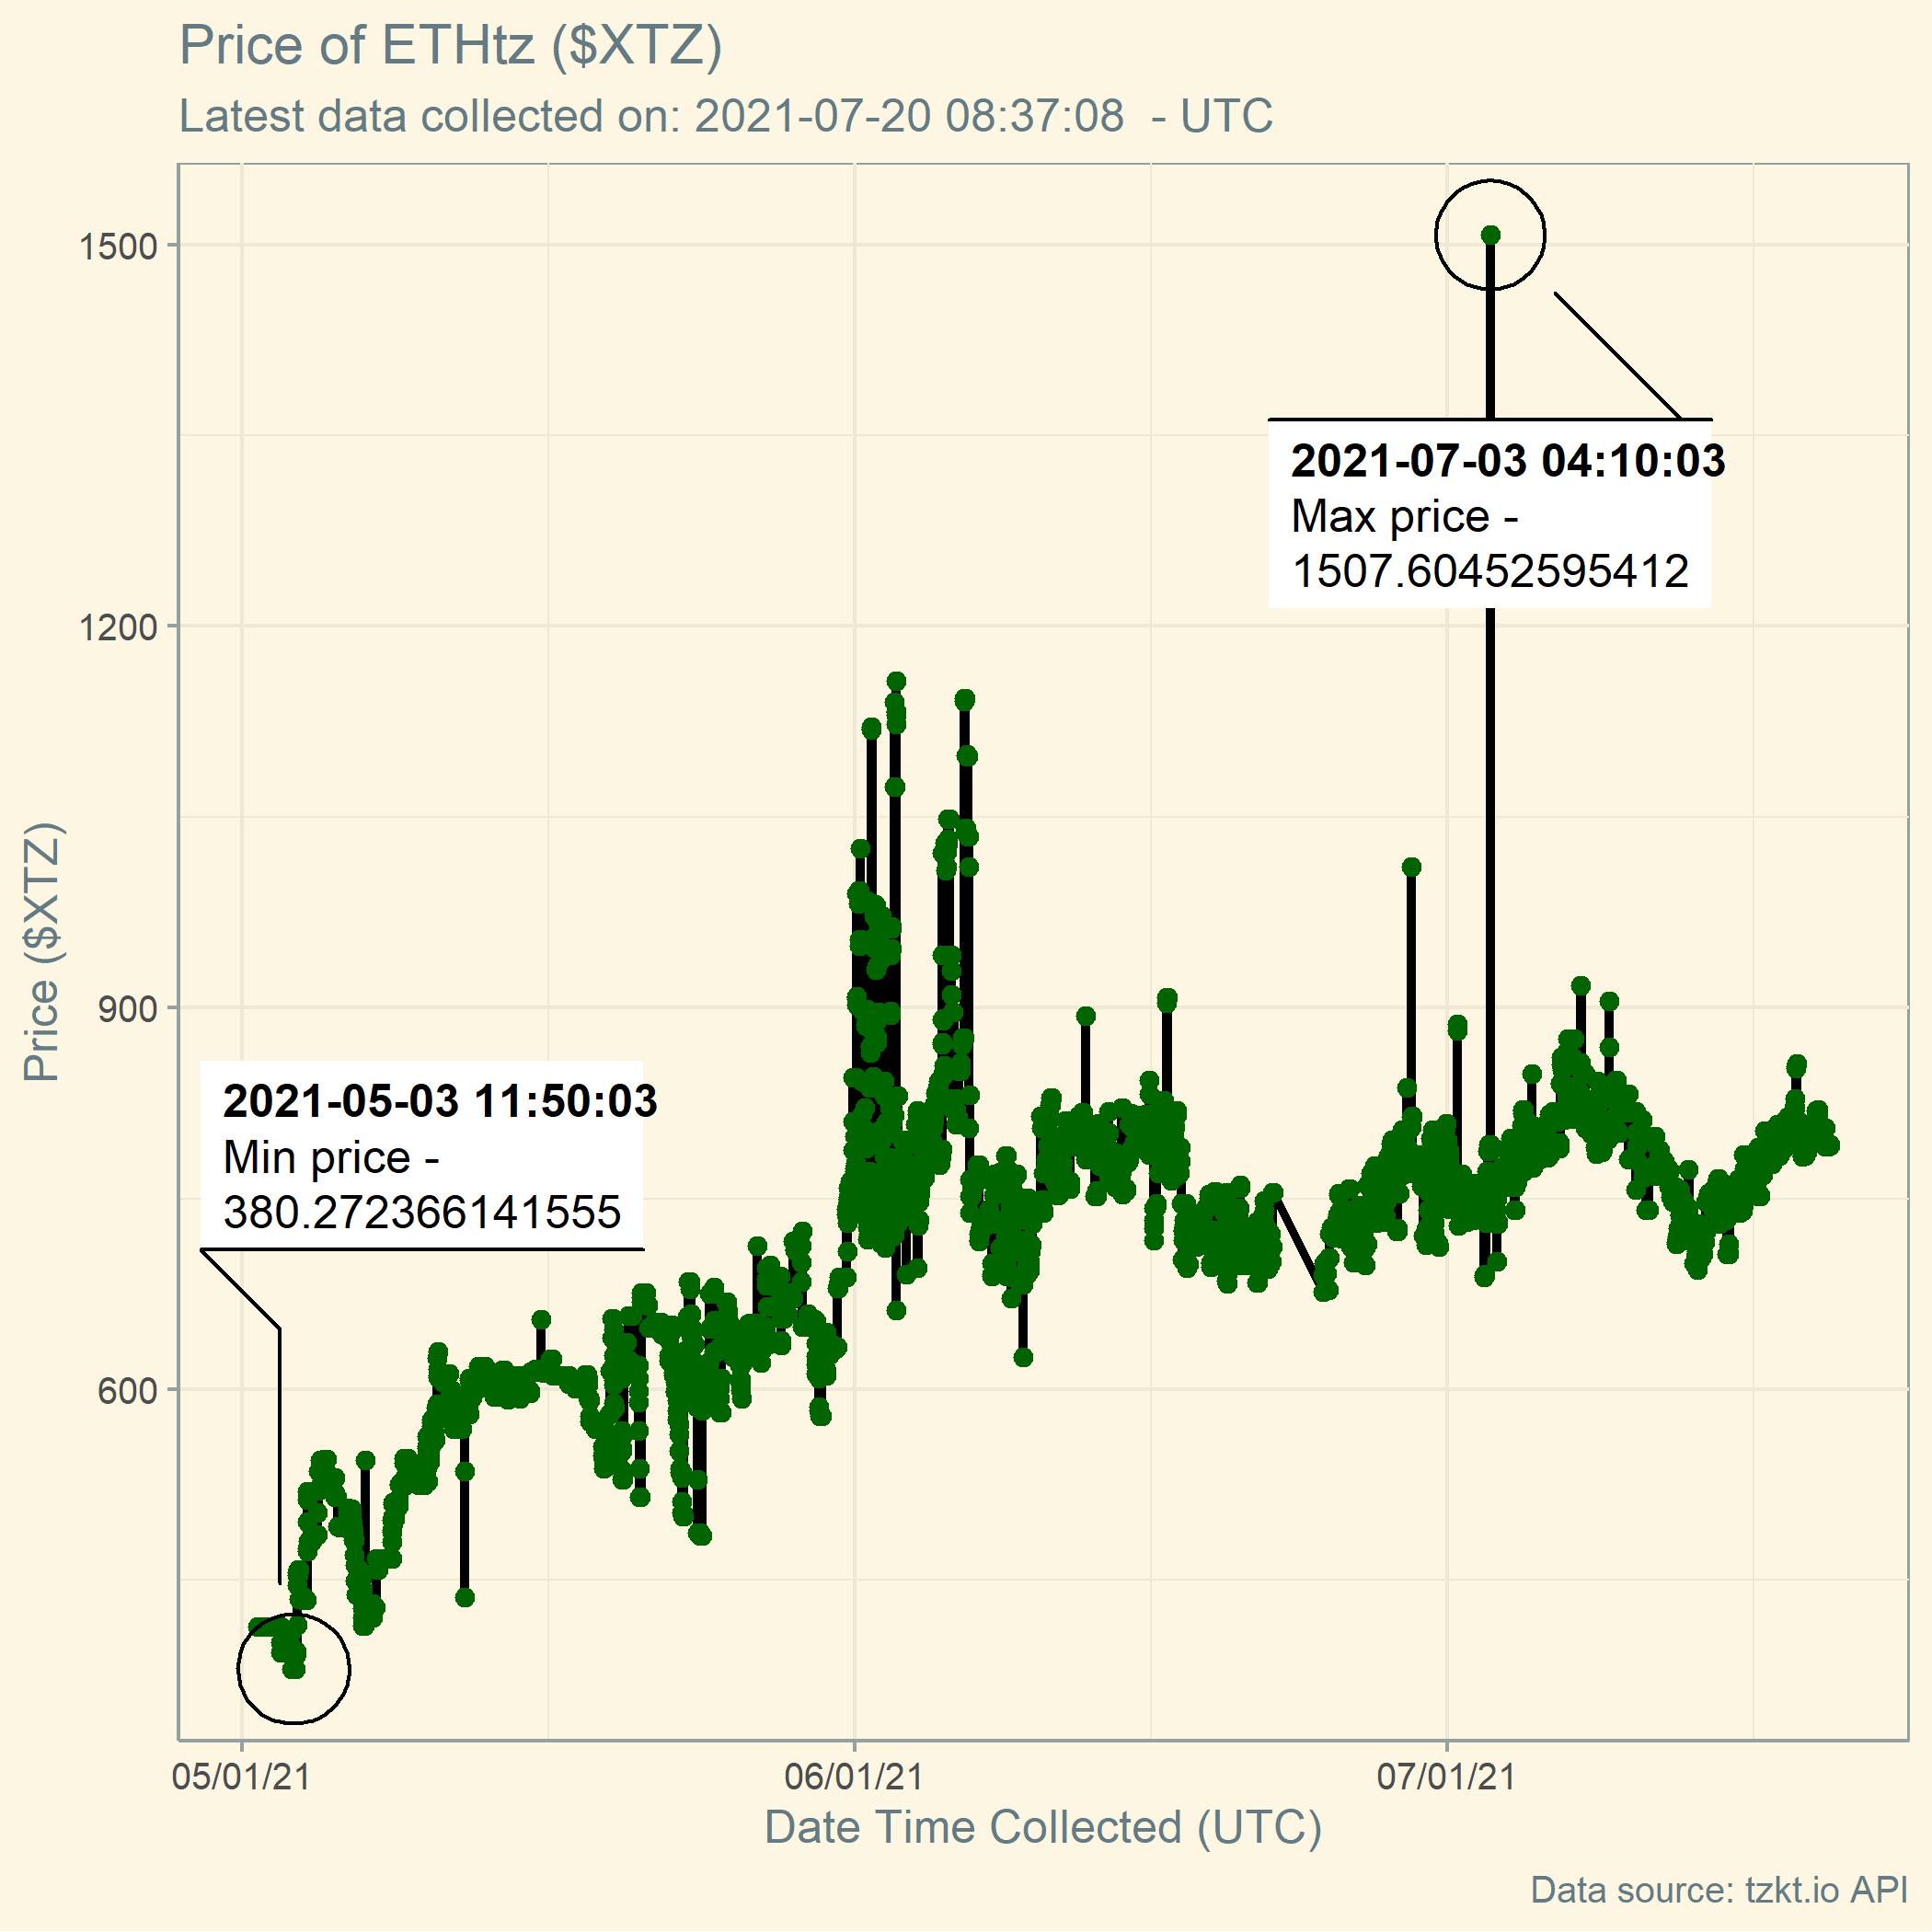 Price of ETHtz ($XTZ)
Latest data collected on: 2021-07-20 08:37:08  - UTC
Price ($XTZ)
1500
1200
900
600
2021-07-03 04:10:03
Max price -
1507.60452595412
2021-05-03 11:50:03
Min price -
380.272366141555
05/01/21
06/01/21
07/01/21
Date Time Collected (UTC)
Data source: tzkt.io API